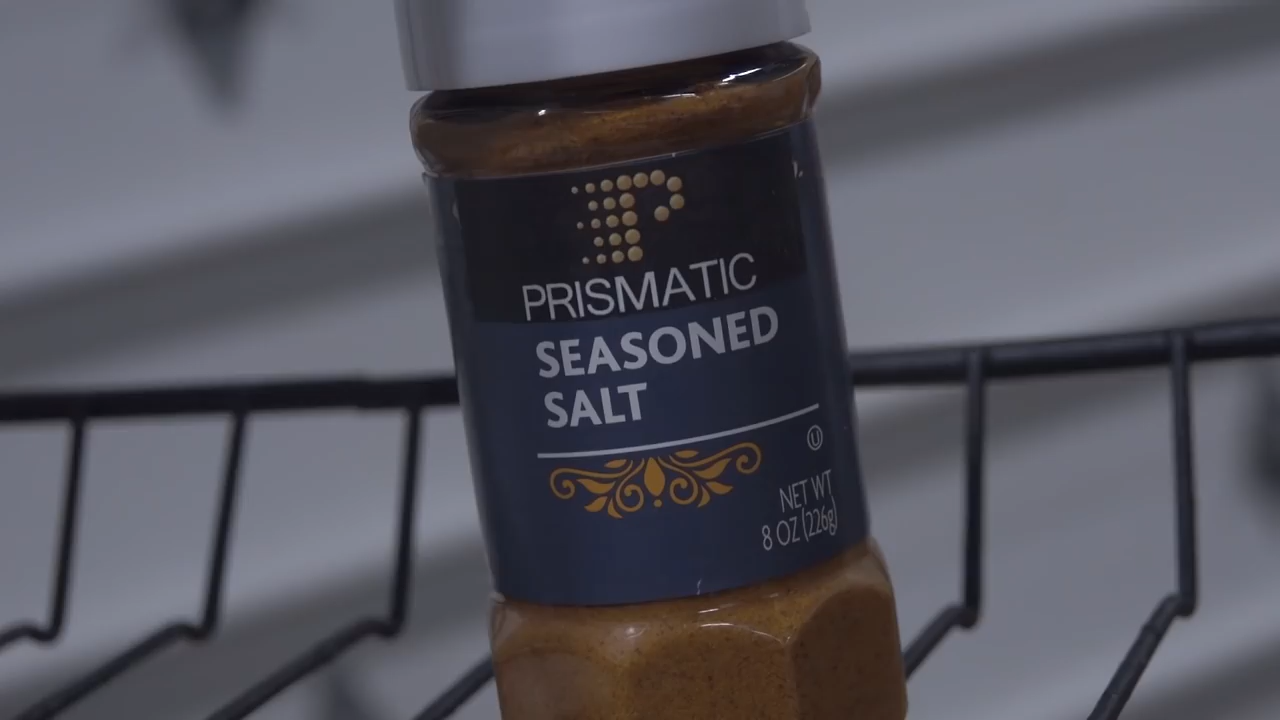 PRISMATIC
SEASONED
SALT
U
NET WT
8 OZ (226g)